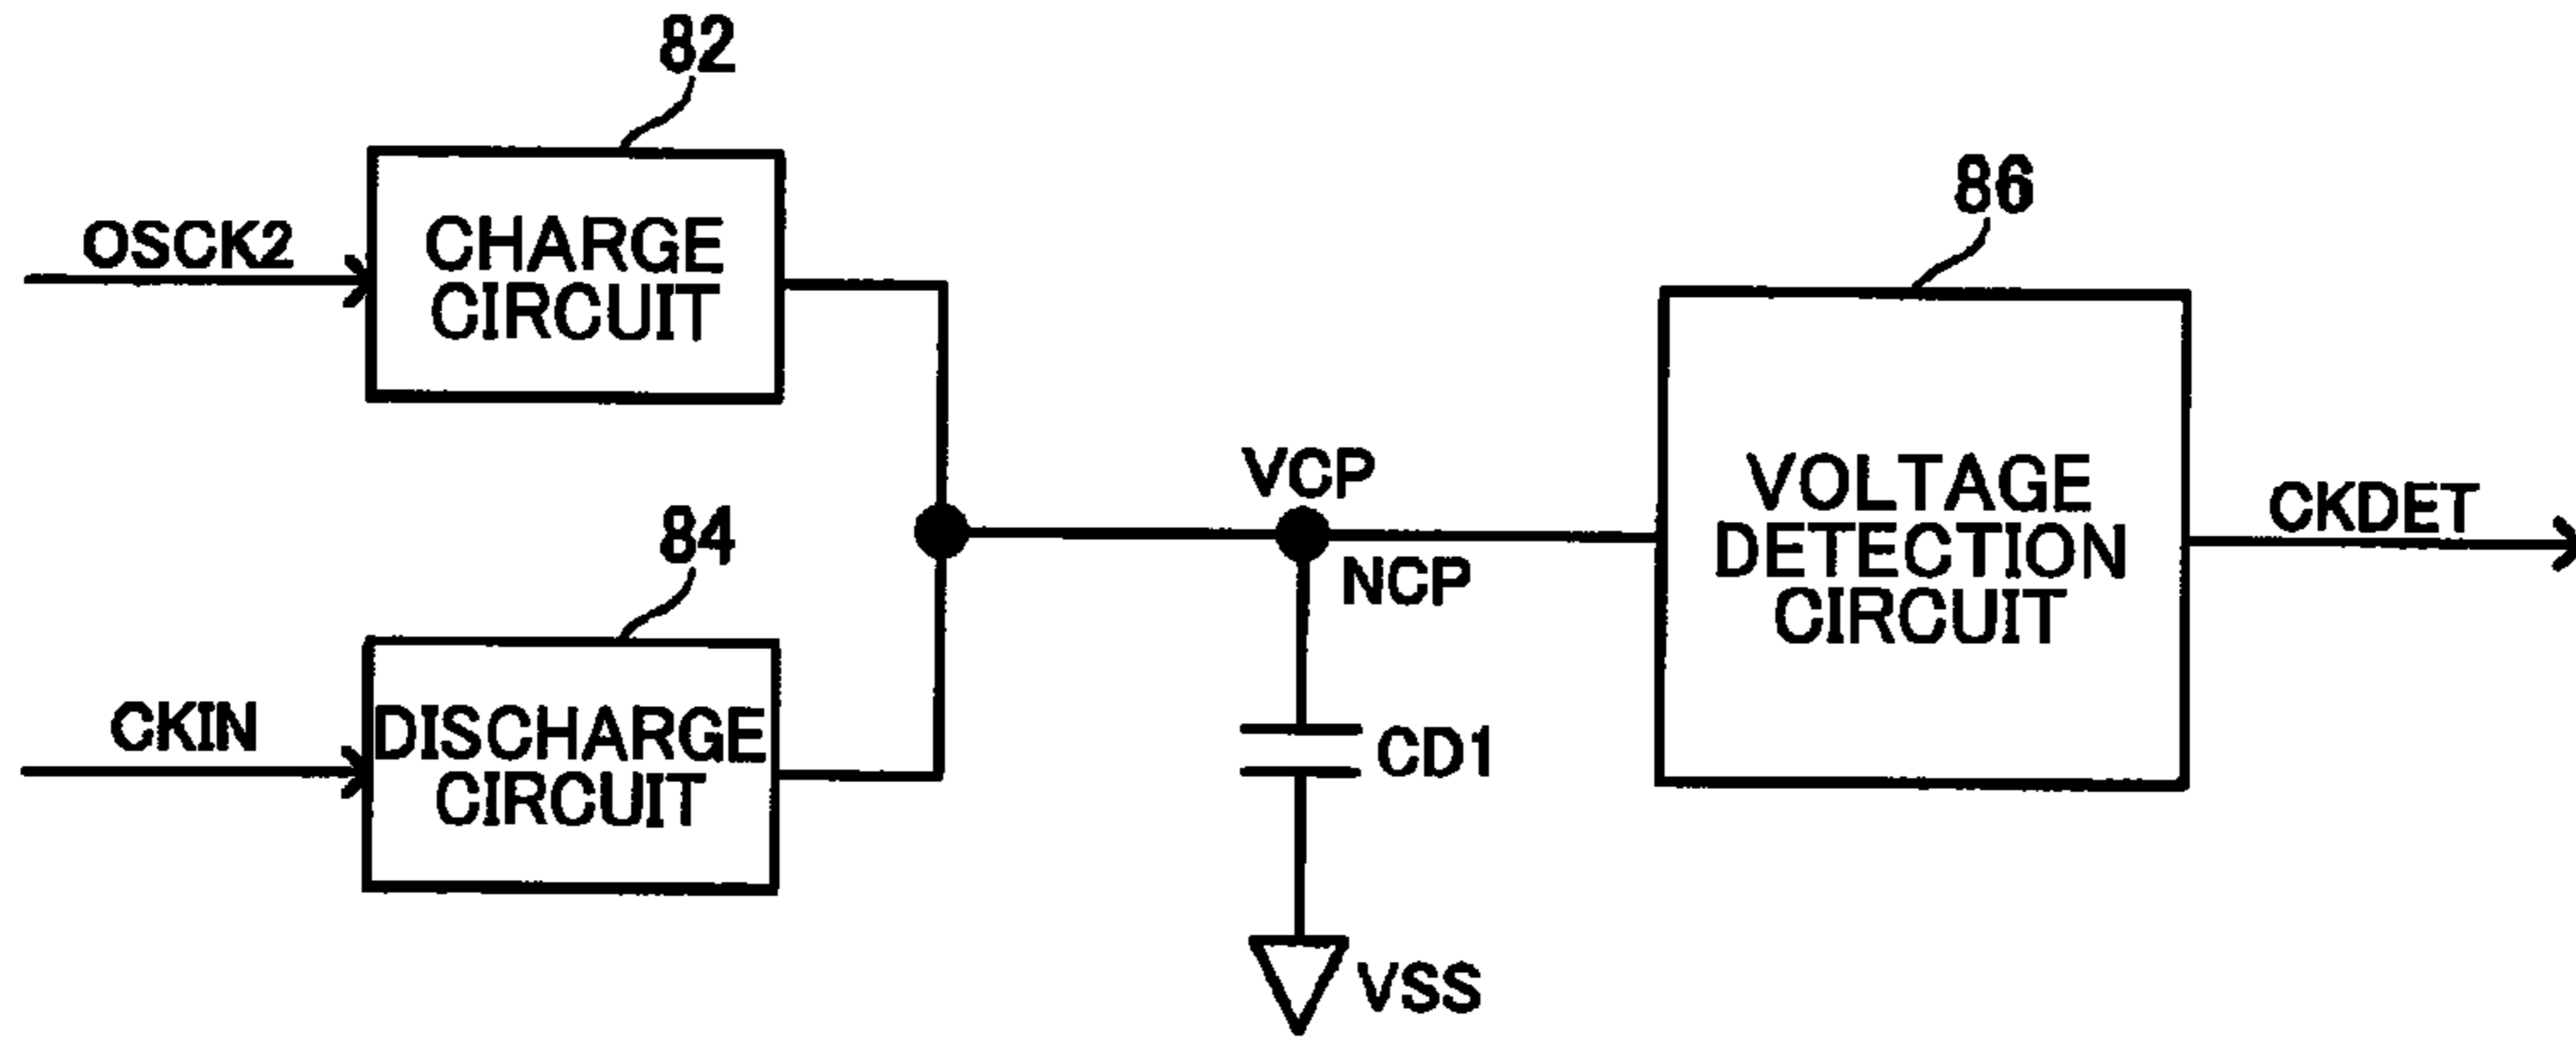 82
OSCK2
CHARGE
CIRCUIT
84
CKIN
DISCHARGE
CIRCUIT
VCP
NCP
CD1
VSS
86
VOLTAGE
DETECTION
CIRCUIT
CKDET